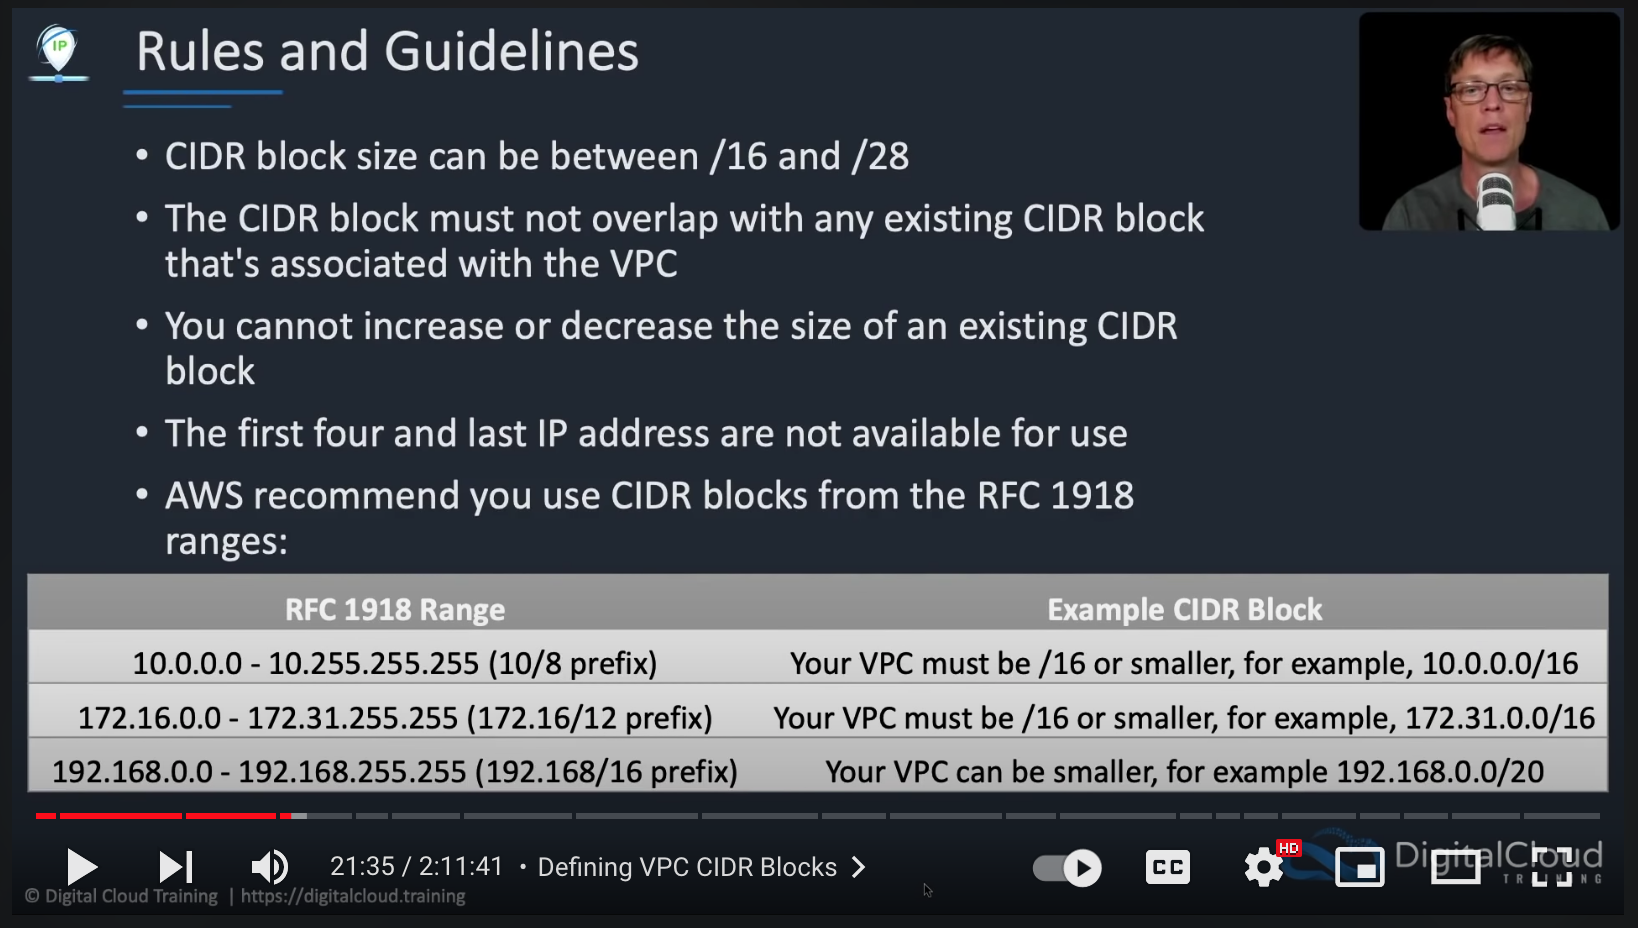 IP
Rules and Guidelines
• CIDR block size can be between /16 and /28
• The CIDR block must not overlap with any existing CIDR block
that's associated with the VPC
• You cannot increase or decrease the size of an existing CIDR
block
• The first four and last IP address are not available for use
• AWS recommend you use CIDR blocks from the RFC 1918
ranges:
RFC 1918 Range Example CIDR Block
10.0.0.0 - 10.255.255.255 (10/8 prefix) Your VPC must be /16 or smaller, for example, 10.0.0.0/16
172.16.0.0 - 172.31.255.255 (172.16/12 prefix) Your VPC must be /16 or smaller, for example, 172.31.0.0/16
192.168.0.0 - 192.168.255.255 (192.168/16 prefix) Your VPC can be smaller, for example 192.168.0.0/20
21:35 / 2:11:41 • Defining VPC CIDR Blocks
CC
HD
DigitalCloud
TRAINING
© Digital Cloud Training | https://digitalcloud.training